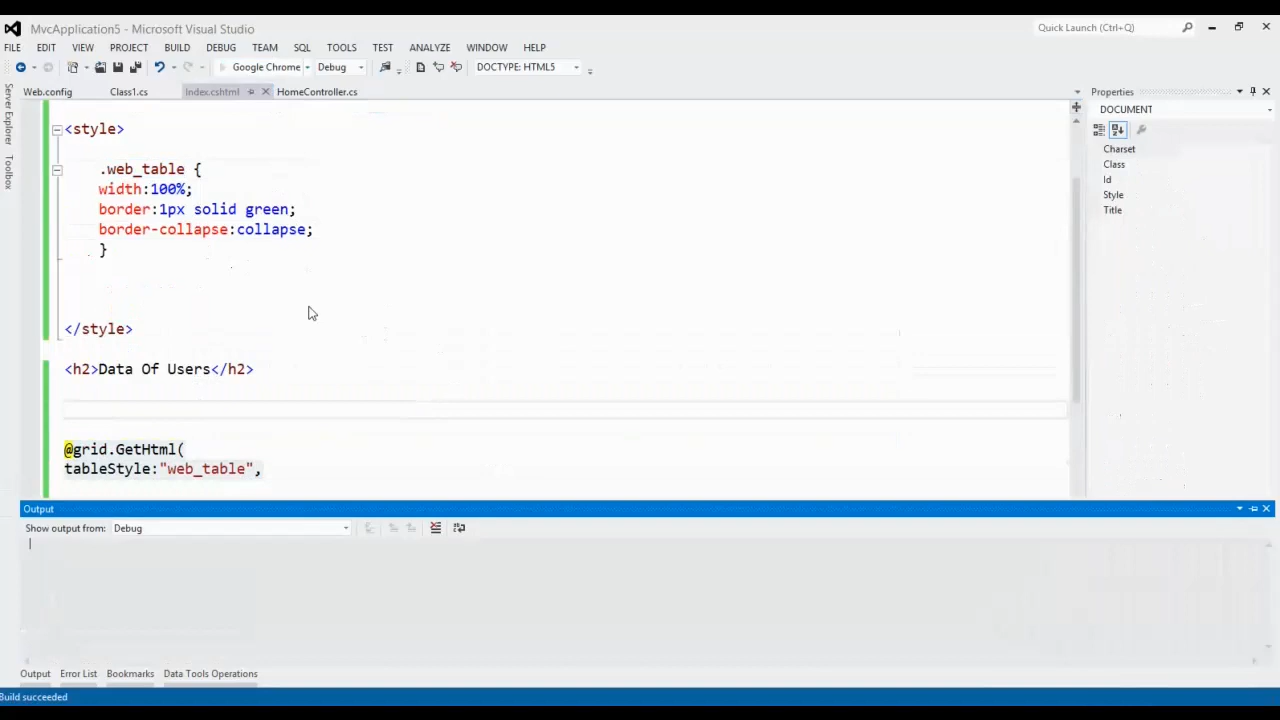 MvcApplication5 - Microsoft Visual Studio
Quick Launch (Ctrl+Q)
FILE EDIT VIEW PROJECT BUILD DEBUG TEAM SQL TOOLS TEST ANALYZE WINDOW HELP
Google Chrome Debug DOCTYPE: HTML5
Web.config Class1.cs Index.cshtml HomeController.cs
Server Explorer
Toolbox
<style>
.web_table {
width:100%;
border:1px solid green;
border-collapse:collapse;
}
</style>
<h2>Data Of Users</h2>
@grid.GetHtml(
tableStyle:"web_table",
Properties
DOCUMENT
Charset
Class
Id
Style
Title
Output
Show output from: Debug
Output Error List Bookmarks Data Tools Operations
Build succeeded